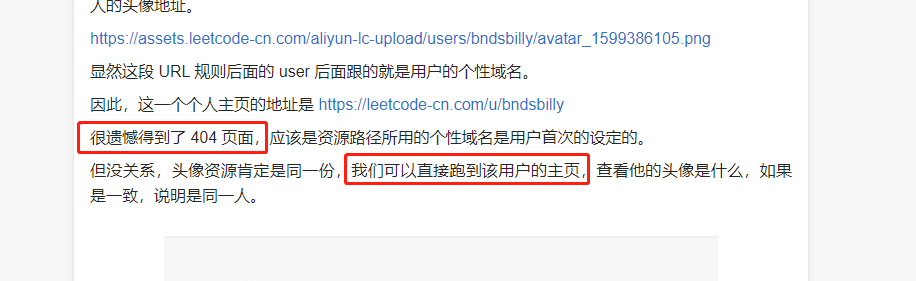 人的头像地址。
https://assets.leetcode-cn.com/aliyun-lc-upload/users/bndsbilly/avatar_1599386105.png
显然这段 URL 规则后面的 user 后面跟的就是用户的个性域名。
因此，这一个个人主页的地址是 https://leetcode-cn.com/u/bndsbilly
很遗憾得到了 404 页面，应该是资源路径所用的个性域名是用户首次的设定的。
但没关系，头像资源肯定是同一份，我们可以直接跑到该用户的主页，查看他的头像是什么，如果
是一致，说明是同一人。